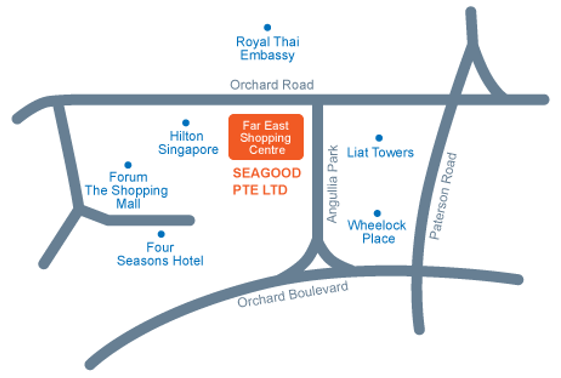 Royal Thai
Embassy
Orchard Road
Hilton
Singapore
Far East
Shopping
Centre
SEAGOOD
PTE LTD
Angullia Park
Liat Towers
Paterson Road
Forum
The Shopping
Mall
Wheelock
Place
Four
Seasons Hotel
Orchard Boulevard